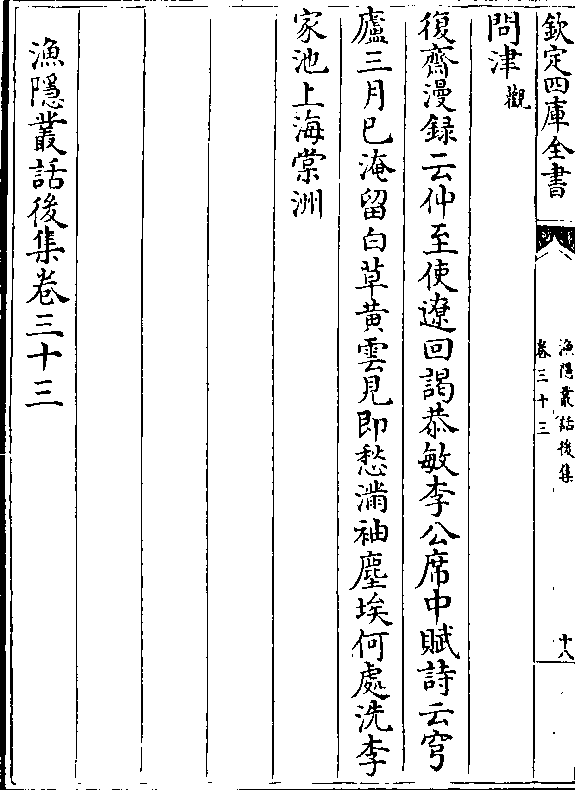 欽定四庫全書
漁隱叢話後集
卷三十三
十八
問津觀
復齋漫録云仲至使遼回謁恭敏李公席中賦詩云穹
廬三月已淹留白草黄雲見即愁滿袖塵埃何處洗李
家池上海棠洲
漁隱叢話後集卷三十三